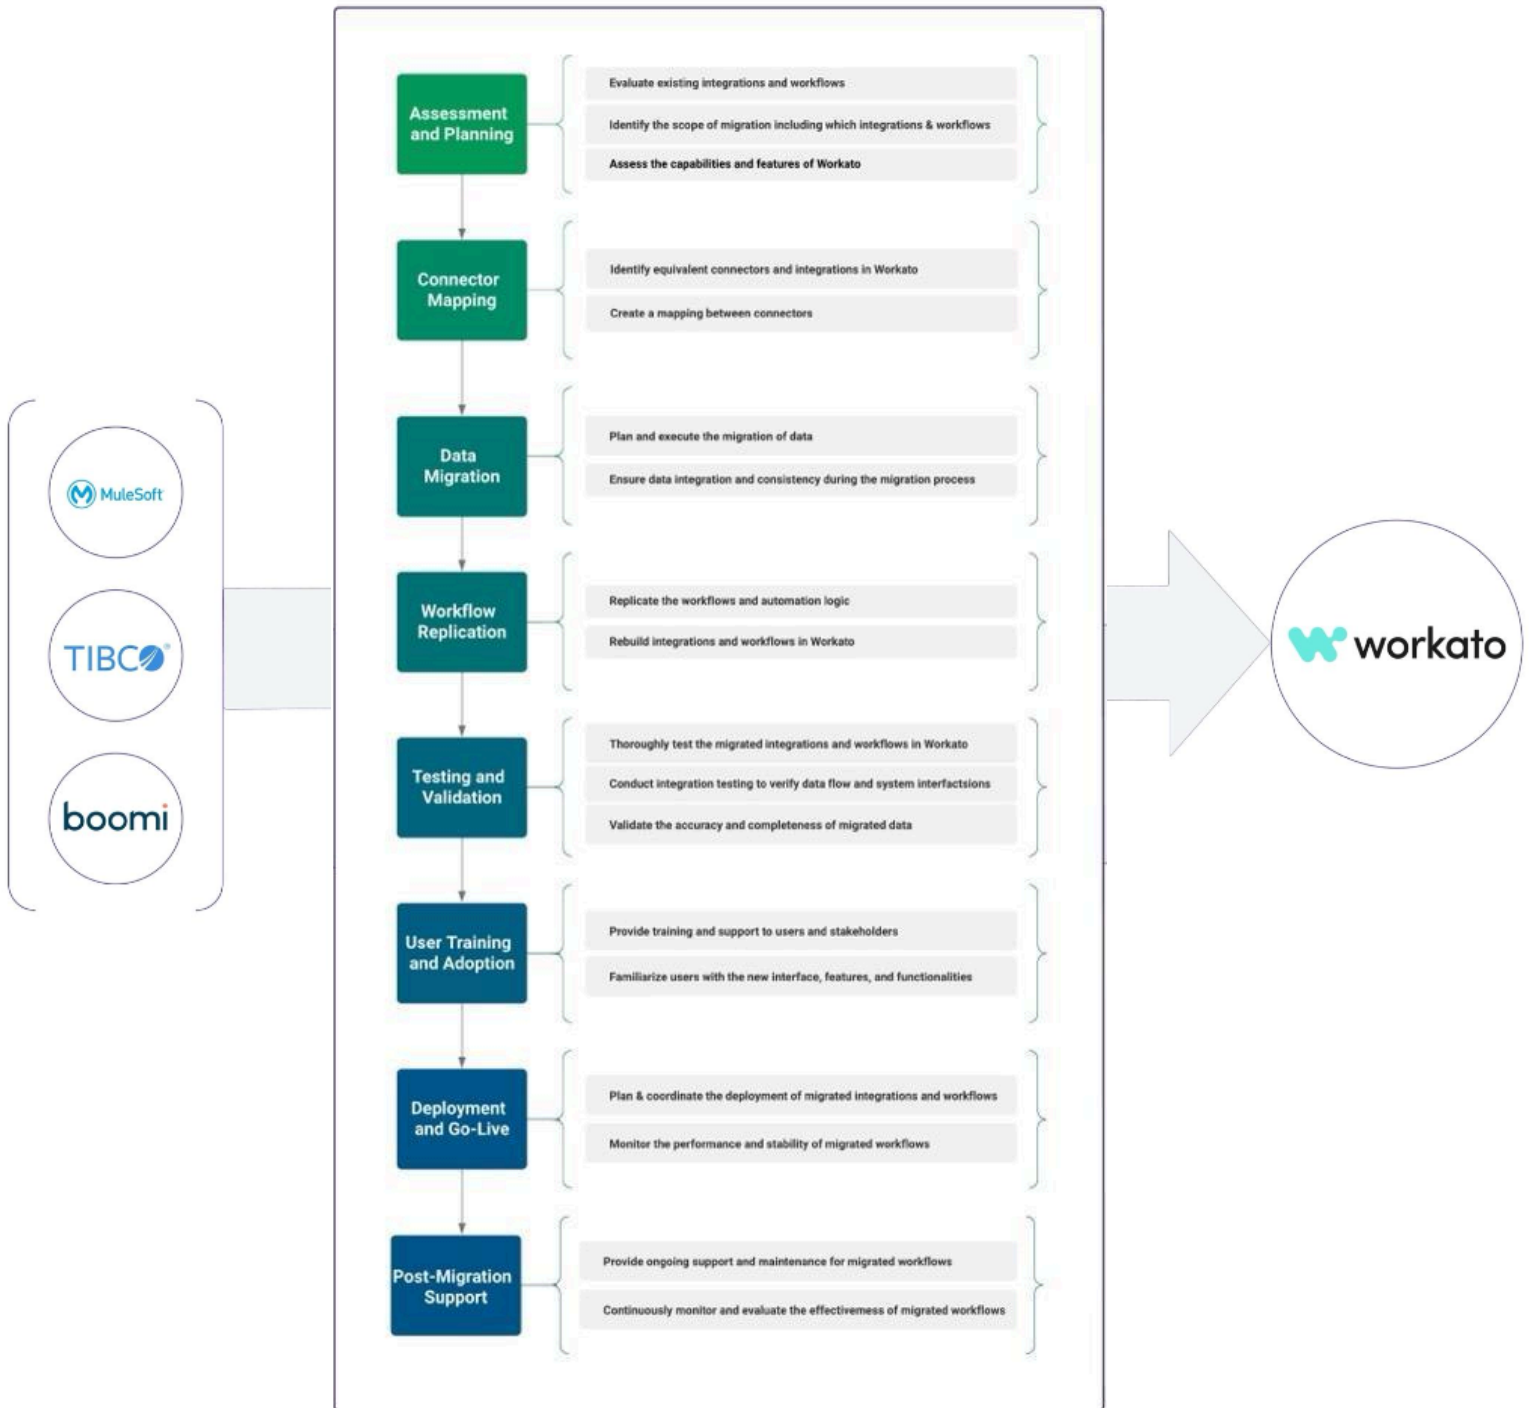 MuleSoft
TIBCO®
boomi
Assessment
and Planning
Evaluate existing integrations and workflows
Identify the scope of migration including which integrations & workflows
Assess the capabilities and features of Workato
Connector
Mapping
Identify equivalent connectors and integrations in Workato
Create a mapping between connectors
Data
Migration
Plan and execute the migration of data
Ensure data integration and consistency during the migration process
Workflow
Replication
Replicate the workflows and automation logic
Rebuild integrations and workflows in Workato
Testing and
Validation
Thoroughly test the migrated integrations and workflows in Workato
Conduct integration testing to verify data flow and system interfactsions
Validate the accuracy and completeness of migrated data
User Training
and Adoption
Provide training and support to users and stakeholders
Familiarize users with the new interface, features, and functionalities
Deployment
and Go-Live
Plan & coordinate the deployment of migrated integrations and workflows
Monitor the performance and stability of migrated workflows
Post-Migration
Support
Provide ongoing support and maintenance for migrated workflows
Continuously monitor and evaluate the effectiveness of migrated workflows
workato